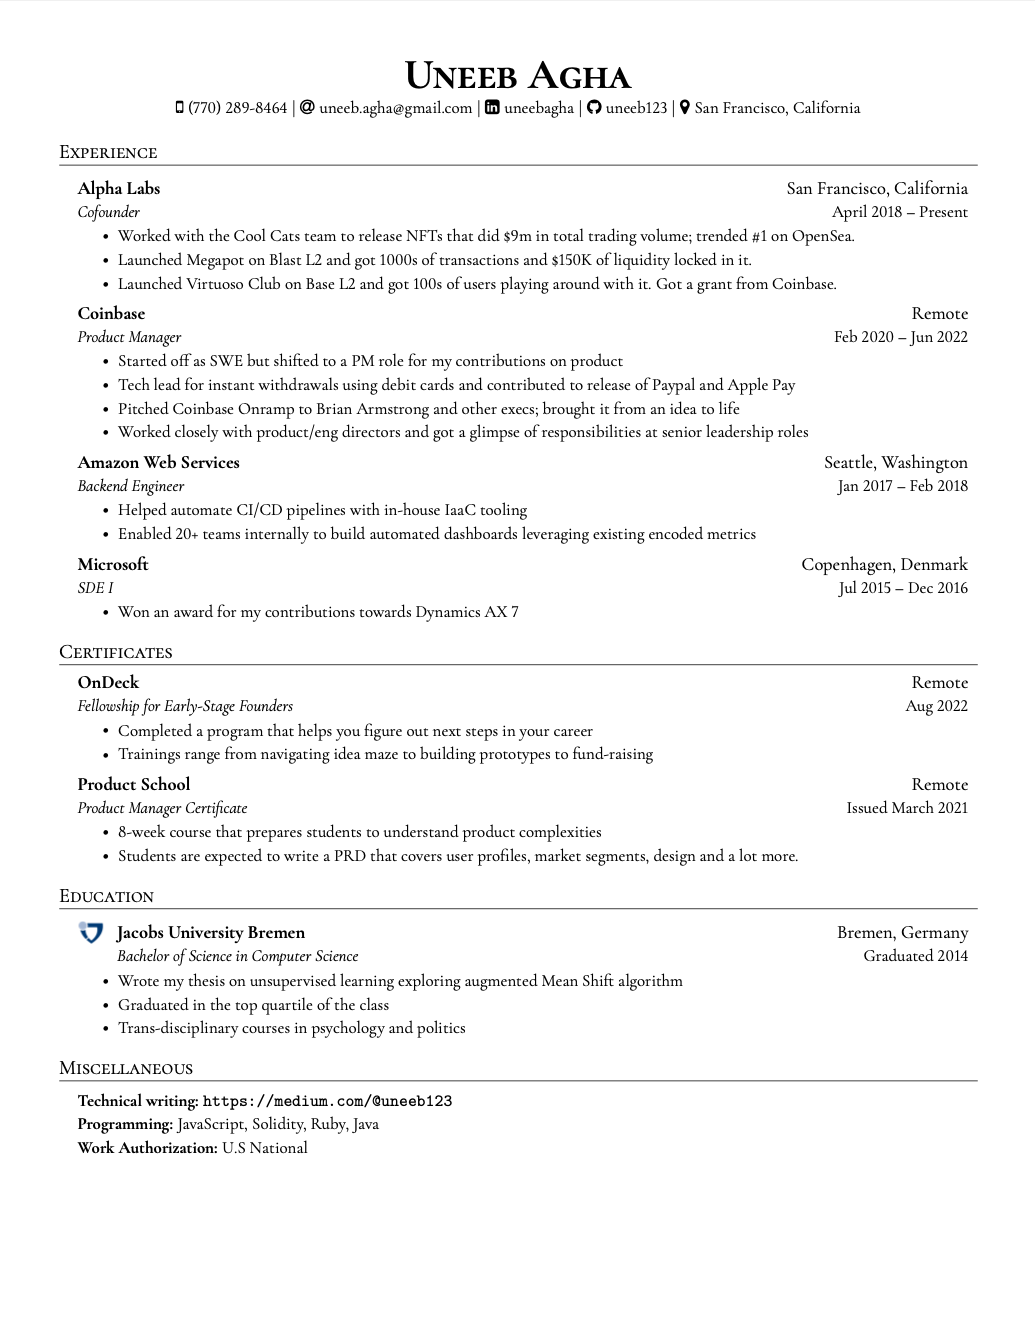 Uneeb Agha
(770) 289-8464 | uneeb.agha@gmail.com | uneebagha | uneeb123 | San Francisco, California
Experience
Alpha Labs San Francisco, California
Cofounder April 2018 – Present
• Worked with the Cool Cats team to release NFTs that did $9m in total trading volume; trended #1 on OpenSea.
• Launched Megapot on Blast L2 and got 1000s of transactions and $150K of liquidity locked in it.
• Launched Virtuoso Club on Base L2 and got 100s of users playing around with it. Got a grant from Coinbase.
Coinbase Remote
Product Manager Feb 2020 – Jun 2022
• Started off as SWE but shifted to a PM role for my contributions on product
• Tech lead for instant withdrawals using debit cards and contributed to release of Paypal and Apple Pay
• Pitched Coinbase Onramp to Brian Armstrong and other execs; brought it from an idea to life
• Worked closely with product/eng directors and got a glimpse of responsibilities at senior leadership roles
Amazon Web Services Seattle, Washington
Backend Engineer Jan 2017 – Feb 2018
• Helped automate CI/CD pipelines with in-house IaaC tooling
• Enabled 20+ teams internally to build automated dashboards leveraging existing encoded metrics
Microsoft Copenhagen, Denmark
SDE I Jul 2015 – Dec 2016
• Won an award for my contributions towards Dynamics AX 7
Certificates
OnDeck Remote
Fellowship for Early-Stage Founders Aug 2022
• Completed a program that helps you figure out next steps in your career
• Trainings range from navigating idea maze to building prototypes to fund-raising
Product School Remote
Product Manager Certificate Issued March 2021
• 8-week course that prepares students to understand product complexities
• Students are expected to write a PRD that covers user profiles, market segments, design and a lot more.
Education
Jacobs University Bremen Bremen, Germany
Bachelor of Science in Computer Science Graduated 2014
• Wrote my thesis on unsupervised learning exploring augmented Mean Shift algorithm
• Graduated in the top quartile of the class
• Trans-disciplinary courses in psychology and politics
Miscellaneous
Technical writing: https://medium.com/@uneeb123
Programming: JavaScript, Solidity, Ruby, Java
Work Authorization: U.S National